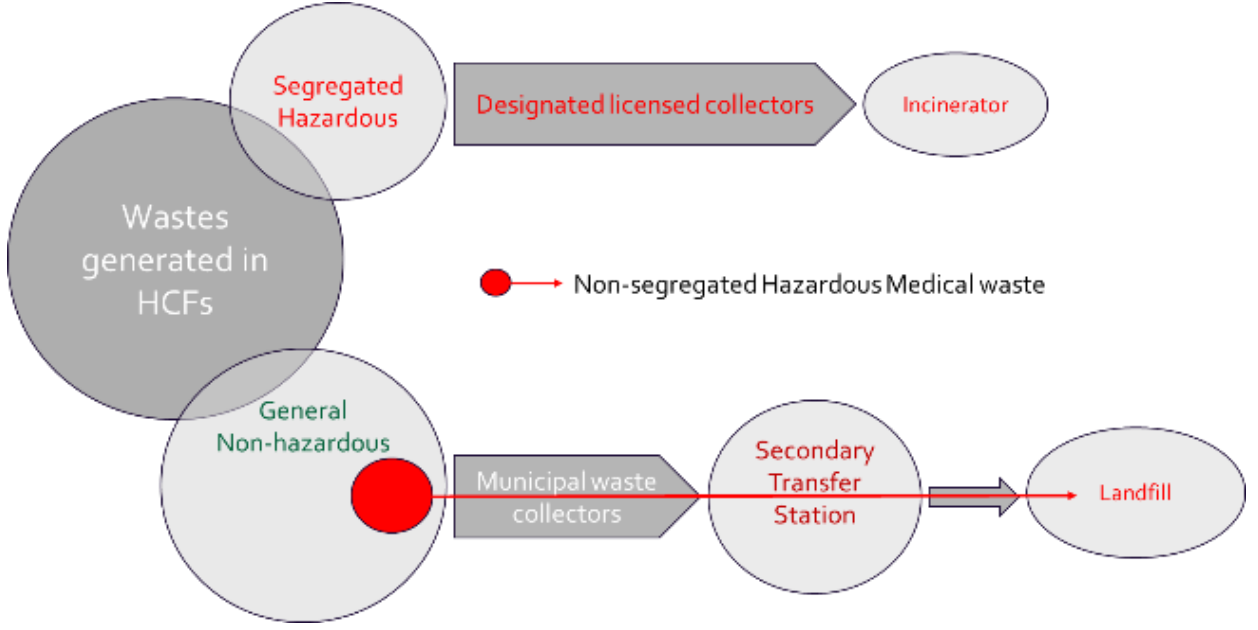 Segregated
Hazardous
Designated licensed collectors
Incinerator
Wastes
generated in
HCFs
Non-segregated Hazardous Medical waste
General
Non-hazardous
Municipal waste
collectors
Secondary
Transfer
Station
Landfill